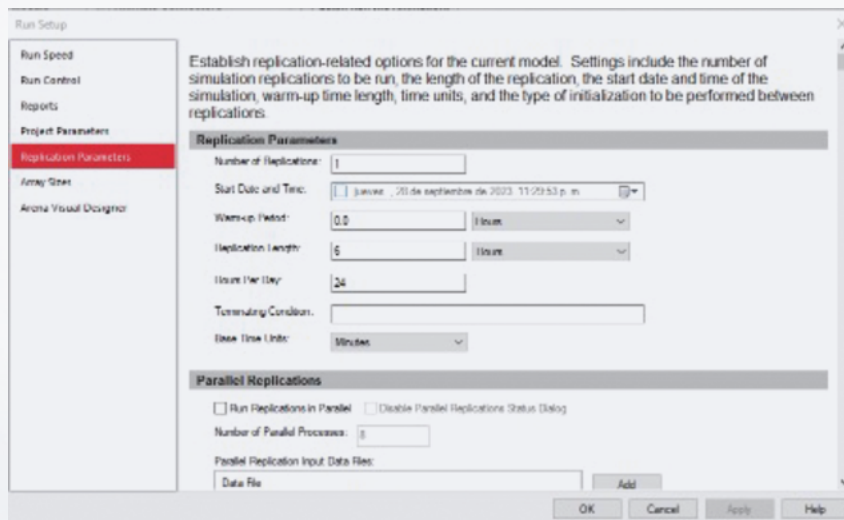 Run Setup
Run Speed
Run Control
Reports
Project Parameters
Replication Parameters
Array Sizes
Arena Visual Designer
Establish replication-related options for the current model. Settings include the number of
simulation replications to be run, the length of the replication, the start date and time of the
simulation, warm-up time length, time units, and the type of initialization to be performed between
replications.
Replication Parameters
Number of Replications: 1
Start Date and Time: jueves , 28 de septiembre de 2023 11:29:53 p. m.
Warm-up Period: 0.0 Hours
Replication Length: 6 Hours
Hours Per Day: 24
Terminating Condition:
Base Time Units: Minutes
Parallel Replications
Run Replications in Parallel Disable Parallel Replications Status Dialog
Number of Parallel Processes: 8
Parallel Replication Input Data Files:
Data File Add
OK Cancel Apply Help